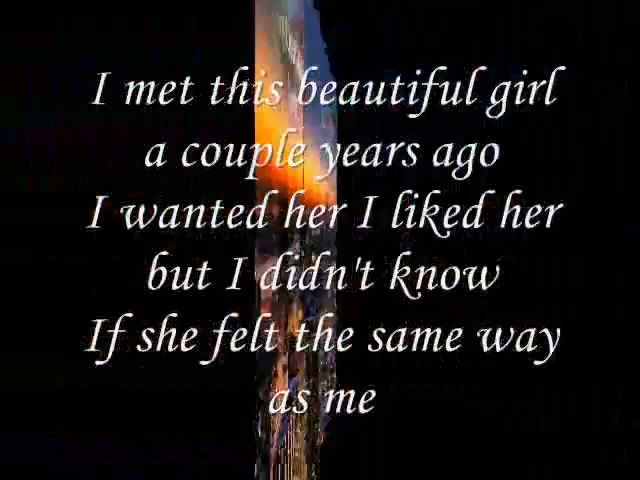 I met this beautiful girl
a couple years ago
I wanted her I liked her
but I didn't know
If she felt the same way
as me